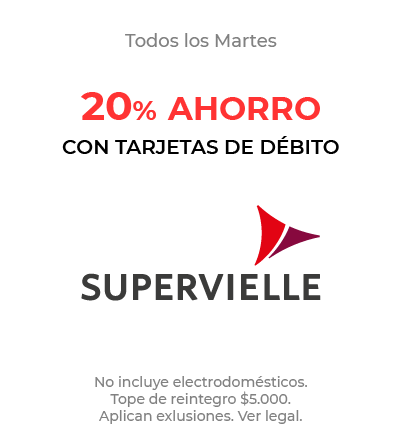 Todos los Martes
20% AHORRO
CON TARJETAS DE DÉBITO
SUPERVIELLE
No incluye electrodomésticos.
Tope de reintegro $5.000.
Aplican exlusiones. Ver legal.